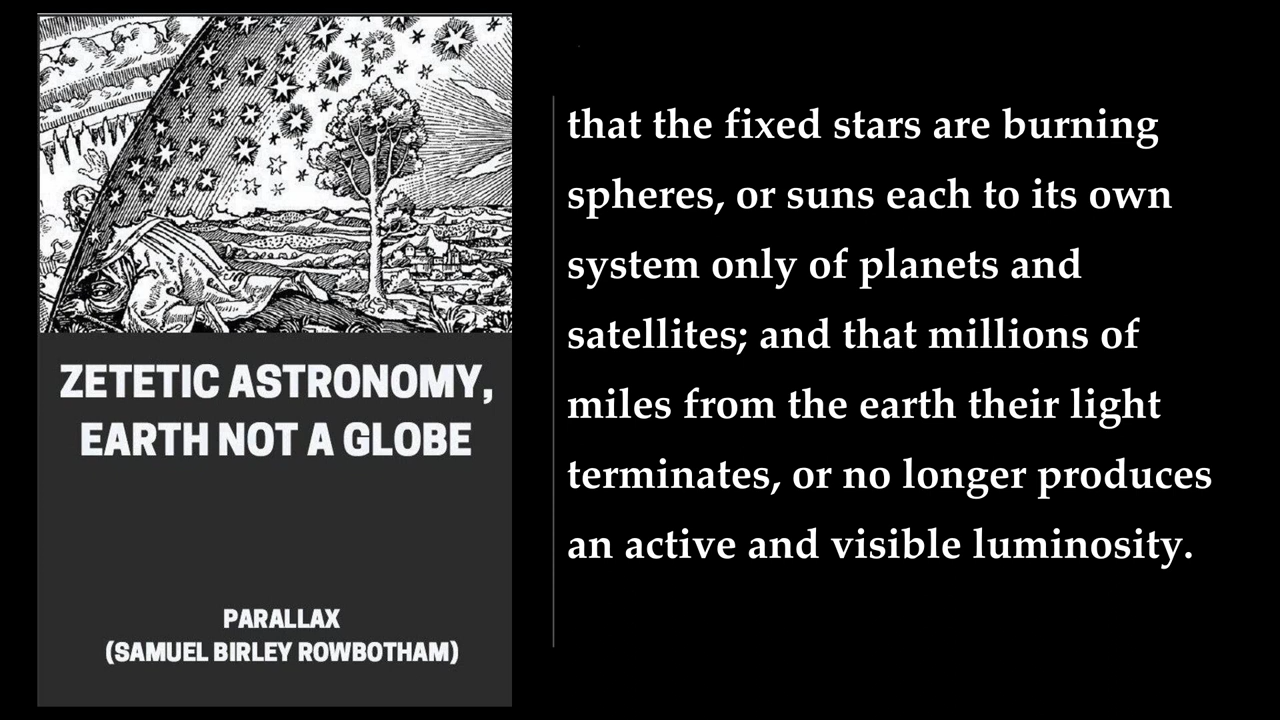 ZETETIC ASTRONOMY,
EARTH NOT A GLOBE
PARALLAX
(SAMUEL BIRLEY ROWBOTHAM)
that the fixed stars are burning
spheres, or suns each to its own
system only of planets and
satellites; and that millions of
miles from the earth their light
terminates, or no longer produces
an active and visible luminosity.